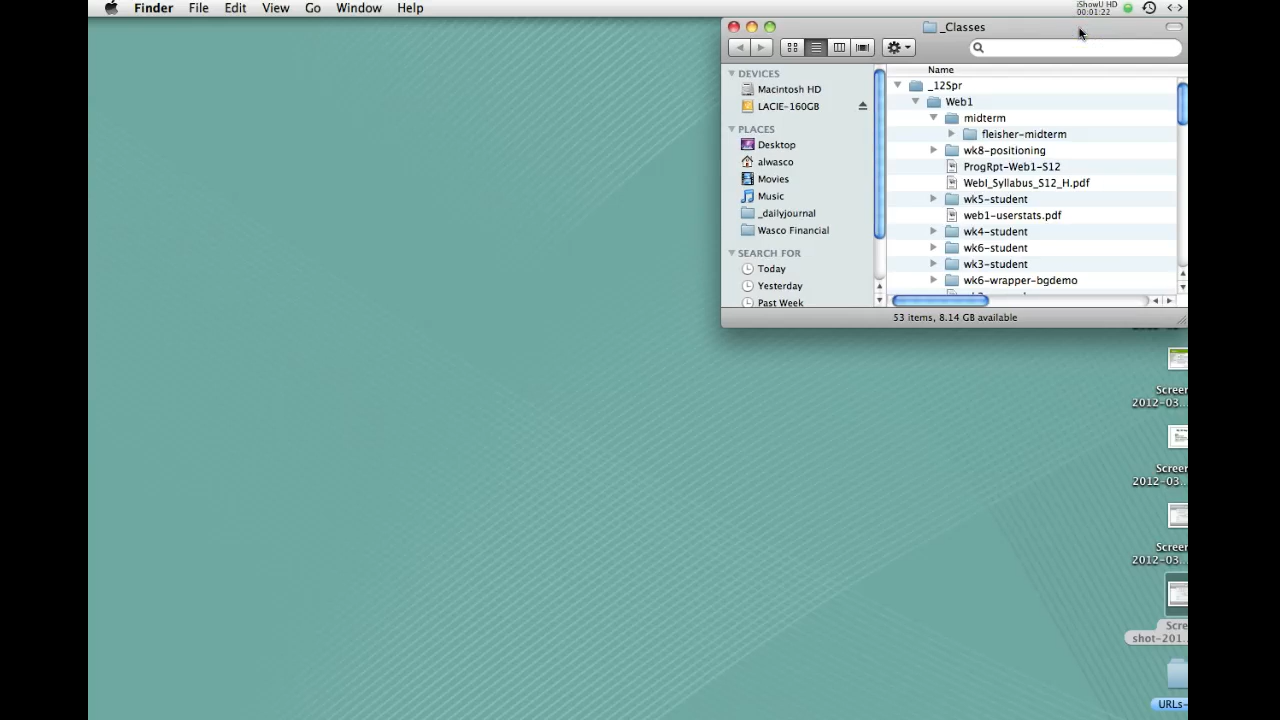 Finder File Edit View Go Window Help
iShowU HD
00:01:22
_Classes
DEVICES
Macintosh HD
LACIE-160GB
PLACES
Desktop
alwasco
Movies
Music
_dailyjournal
Wasco Financial
SEARCH FOR
Today
Yesterday
Past Week
Name
_12Spr
Web1
midterm
fleisher-midterm
wk8-positioning
ProgRpt-Web1-S12
WebI_Syllabus_S12_H.pdf
wk5-student
web1-userstats.pdf
wk4-student
wk6-student
wk3-student
wk6-wrapper-bgdemo
53 items, 8.14 GB available
Screer
2012-03...
Screer
2012-03...
Screer
2012-03...
Scre
shot-201
URLs-